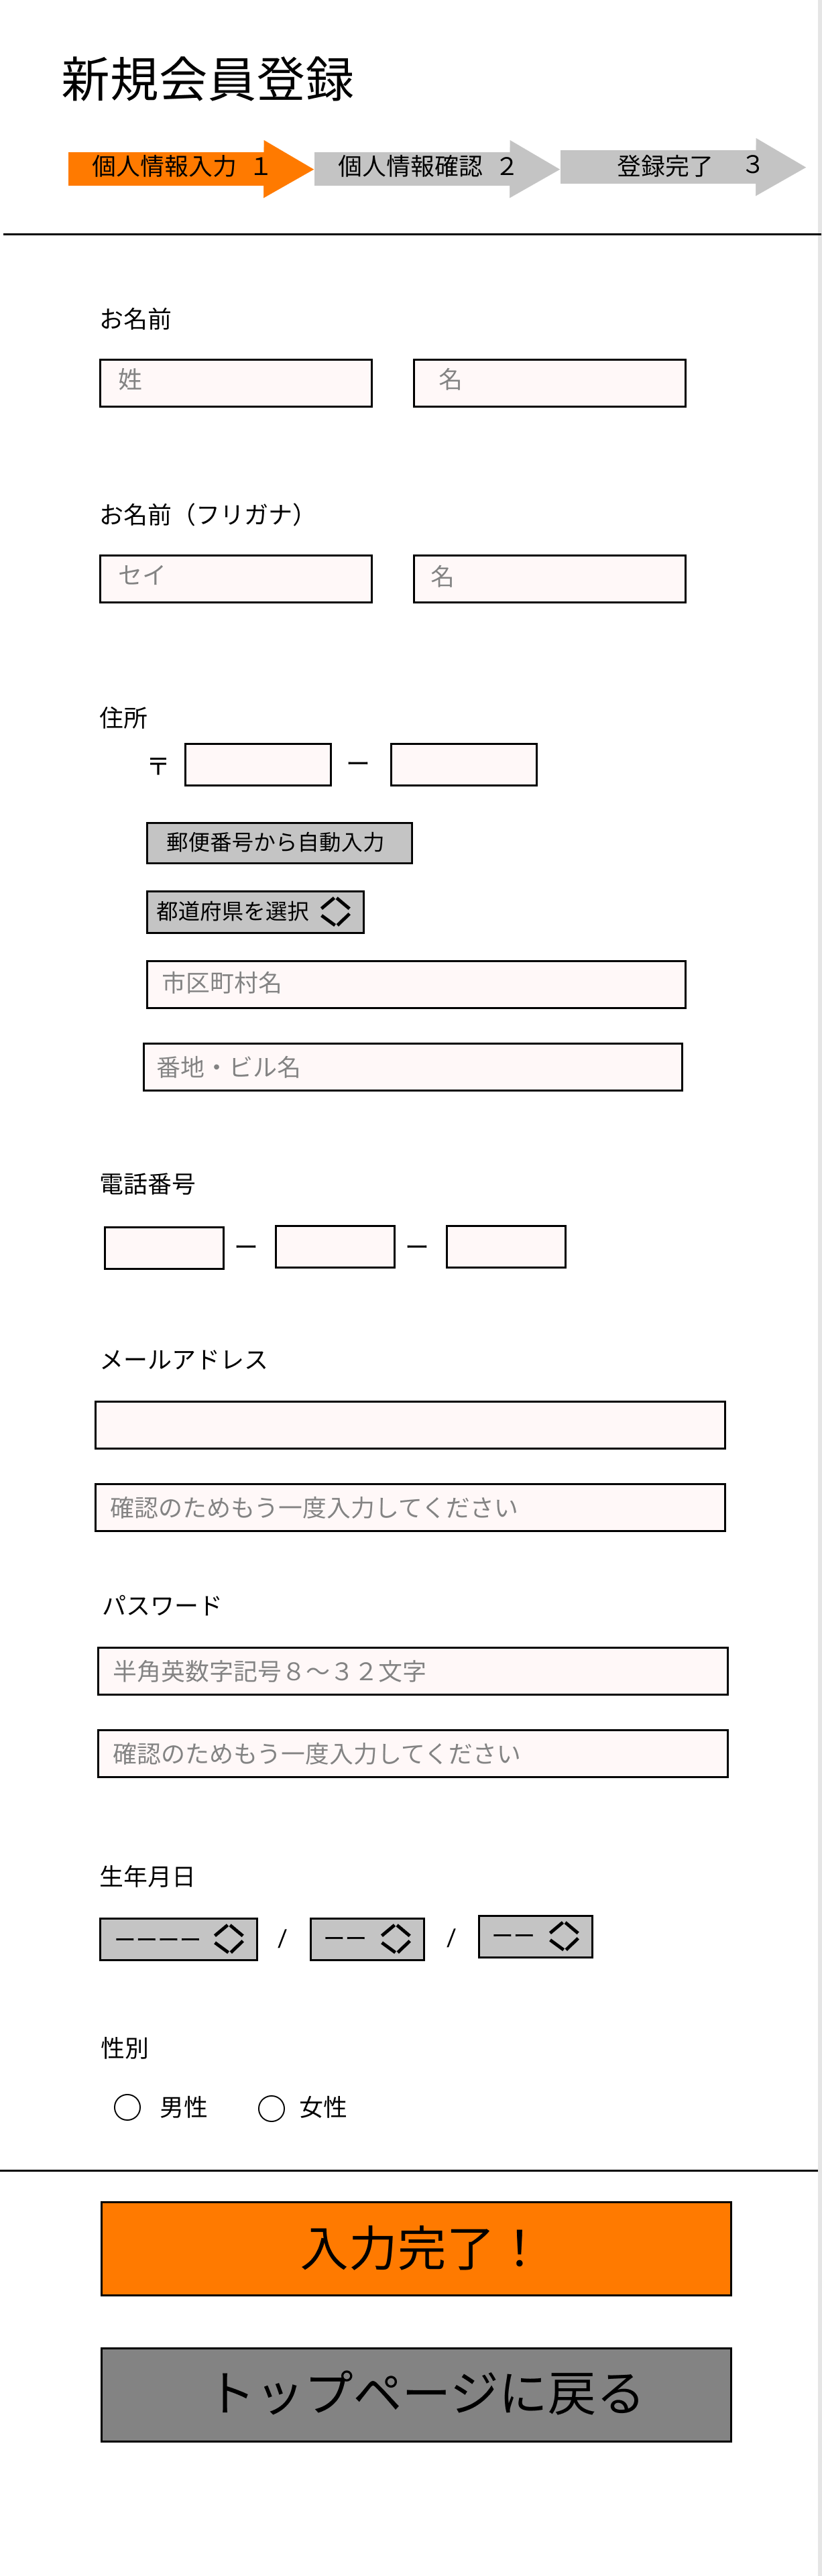 新規会員登録
個人情報入力 1 個人情報確認 2 登録完了 3
お名前
姓 名
お名前（フリガナ）
セイ 名
住所
〒 ー
郵便番号から自動入力
都道府県を選択
市区町村名
番地・ビル名
電話番号
ー ー
メールアドレス
確認のためもう一度入力してください
パスワード
半角英数字記号８〜３２文字
確認のためもう一度入力してください
生年月日
ーーーー / ーー / ーー
性別
男性 女性
入力完了！
トップページに戻る